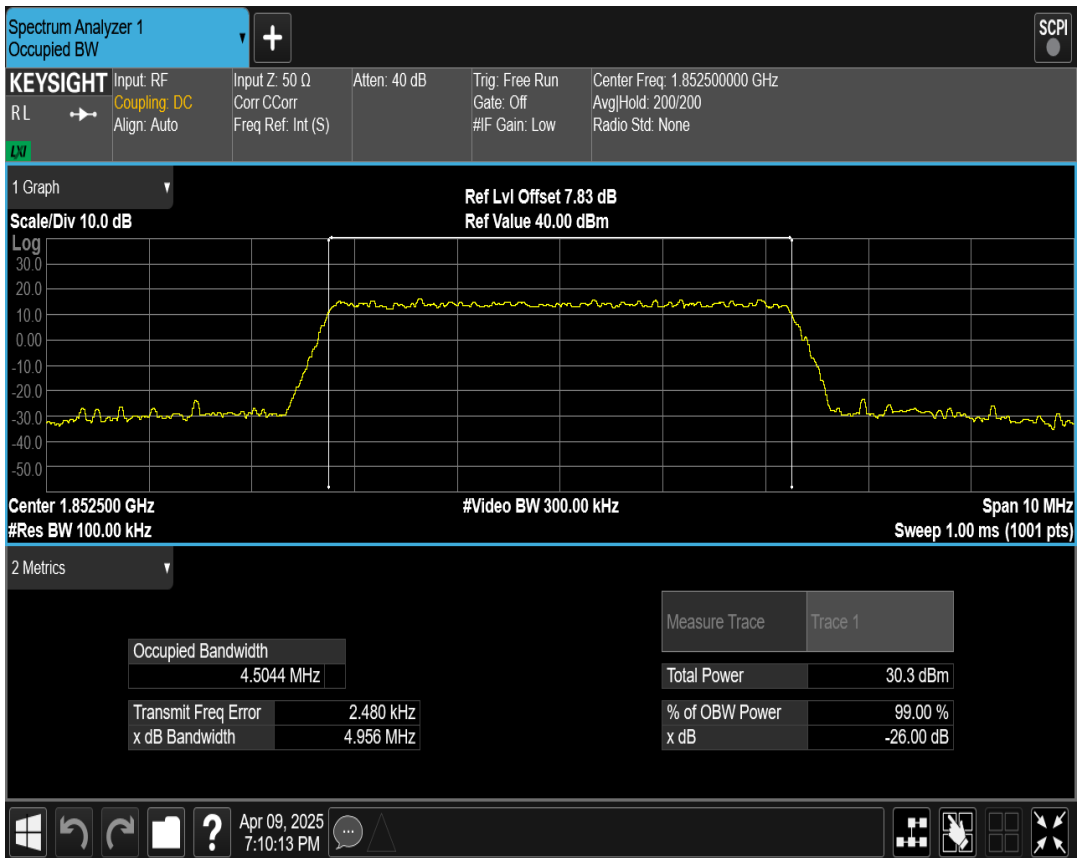 Spectrum Analyzer 1
Occupied BW
+
SCPI
KEYSIGHT
RL
LXI
Input: RF
Coupling: DC
Align: Auto
Input Z: 50 Ω
Corr CCorr
Freq Ref: Int (S)
Atten: 40 dB
Trig: Free Run
Gate: Off
#IF Gain: Low
Center Freq: 1.852500000 GHz
Avg|Hold: 200/200
Radio Std: None
1 Graph
Scale/Div 10.0 dB
Ref Lvl Offset 7.83 dB
Ref Value 40.00 dBm
Log
30.0
20.0
10.0
0.00
-10.0
-20.0
-30.0
-40.0
-50.0
Center 1.852500 GHz
#Video BW 300.00 kHz
Span 10 MHz
#Res BW 100.00 kHz
Sweep 1.00 ms (1001 pts)
2 Metrics
Measure Trace Trace 1
Occupied Bandwidth
4.5044 MHz
Total Power 30.3 dBm
Transmit Freq Error 2.480 kHz
% of OBW Power 99.00 %
x dB Bandwidth 4.956 MHz
x dB -26.00 dB
?
Apr 09, 2025
7:10:13 PM